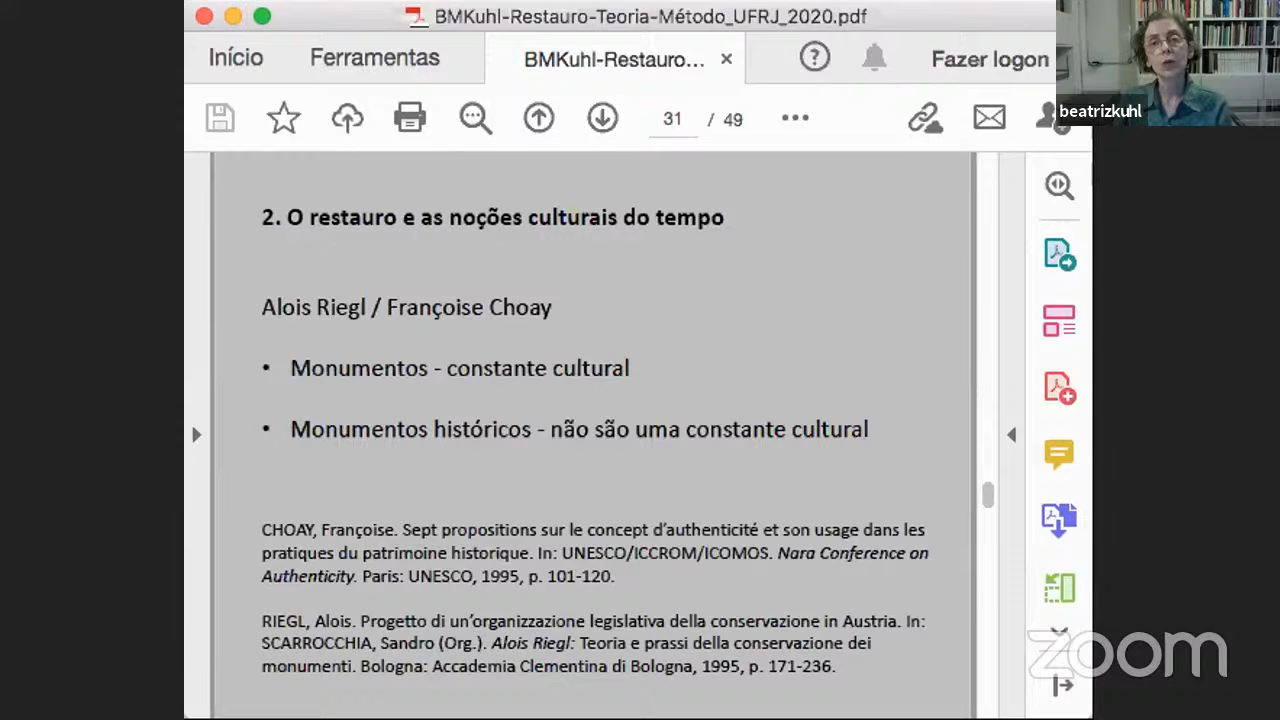 BMKuhl-Restauro-Teoria-Método_UFRJ_2020.pdf
Início Ferramentas BMKuhl-Restauro... × ? Fazer logon
31 / 49
beatrizkuhl
2. O restauro e as noções culturais do tempo
Alois Riegl / Françoise Choay
• Monumentos - constante cultural
• Monumentos históricos - não são uma constante cultural
CHOAY, Françoise. Sept propositions sur le concept d’authenticité et son usage dans les
pratiques du patrimoine historique. In: UNESCO/ICCROM/ICOMOS. Nara Conference on
Authenticity. Paris: UNESCO, 1995, p. 101-120.
RIEGL, Alois. Progetto di un’organizzazione legislativa della conservazione in Austria. In:
SCARROCCHIA, Sandro (Org.). Alois Riegl: Teoria e prassi della conservazione dei
monumenti. Bologna: Accademia Clementina di Bologna, 1995, p. 171-236.
zoom